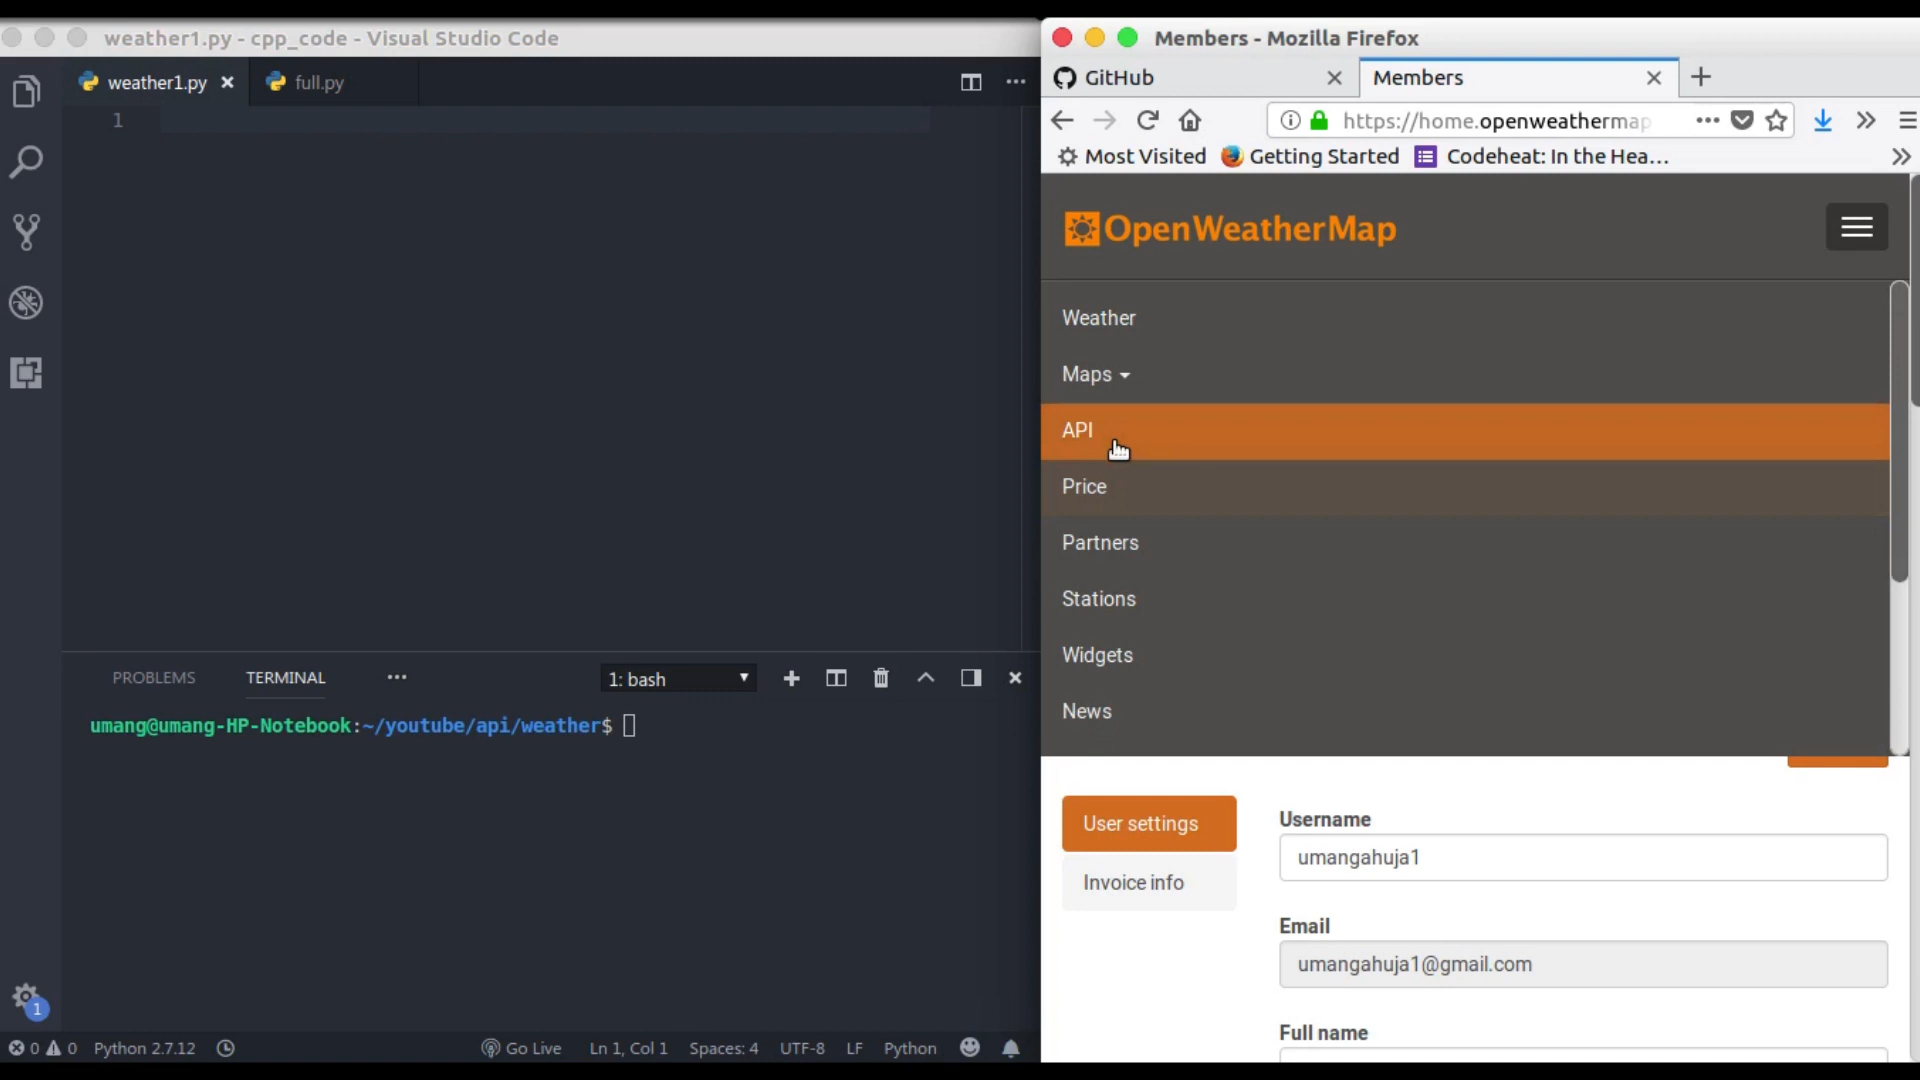 weather1.py - cpp_code - Visual Studio Code
weather1.py
full.py
1
PROBLEMS
TERMINAL
1: bash
umang@umang-HP-Notebook:~/youtube/api/weather$
1
0
0
Python 2.7.12
Go Live
Ln 1, Col 1
Spaces: 4
UTF-8
LF
Python
Members - Mozilla Firefox
GitHub
Members
https://home.openweathermap
Most Visited
Getting Started
Codeheat: In the Hea...
OpenWeatherMap
Weather
Maps
API
Price
Partners
Stations
Widgets
News
User settings
Invoice info
Username
umangahuja1
Email
umangahuja1@gmail.com
Full name